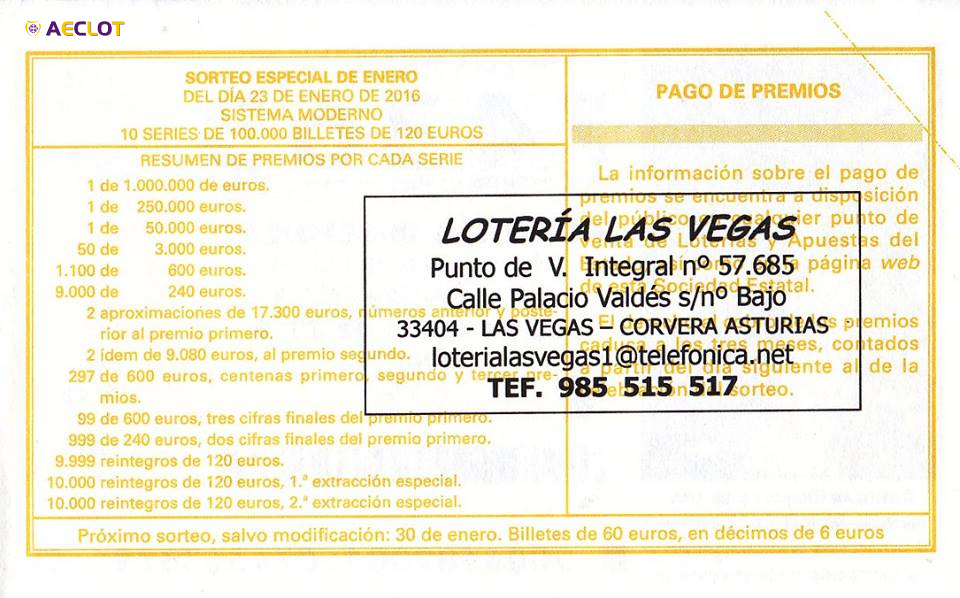 AECLOT
SORTEO ESPECIAL DE ENERO
DEL DÍA 23 DE ENERO DE 2016
SISTEMA MODERNO
10 SERIES DE 100.000 BILLETES DE 120 EUROS
RESUMEN DE PREMIOS POR CADA SERIE
1 de 1.000.000 de euros.
1 de 250.000 euros.
1 de 50.000 euros.
50 de 3.000 euros.
1.100 de 600 euros.
9.000 de 240 euros.
2 aproximaciones de 17.300 euros, números anterior y poste-
rior al premio primero.
2 ídem de 9.080 euros, al premio segundo.
297 de 600 euros, centenas primero, segundo y tercer pre-
mios.
99 de 600 euros, tres cifras finales del premio primero.
999 de 240 euros, dos cifras finales del premio primero.
9.999 reintegros de 120 euros.
10.000 reintegros de 120 euros, 1.ª extracción especial.
10.000 reintegros de 120 euros, 2.ª extracción especial.
PAGO DE PREMIOS
La información sobre el pago de
premios se encuentra a disposición
del público en cualquier punto de
venta de Loterías y Apuestas del
página web
de esta Sociedad Estatal.
El premios
caduca a los tres meses, contados
a partir del día siguiente al de la
sorteo.
LOTERÍA LAS VEGAS
Punto de V. Integral nº 57.685
Calle Palacio Valdés s/nº Bajo
33404 - LAS VEGAS – CORVERA ASTURIAS
loterialasvegas1@telefonica.net
TEF. 985 515 517
Próximo sorteo, salvo modificación: 30 de enero. Billetes de 60 euros, en décimos de 6 euros